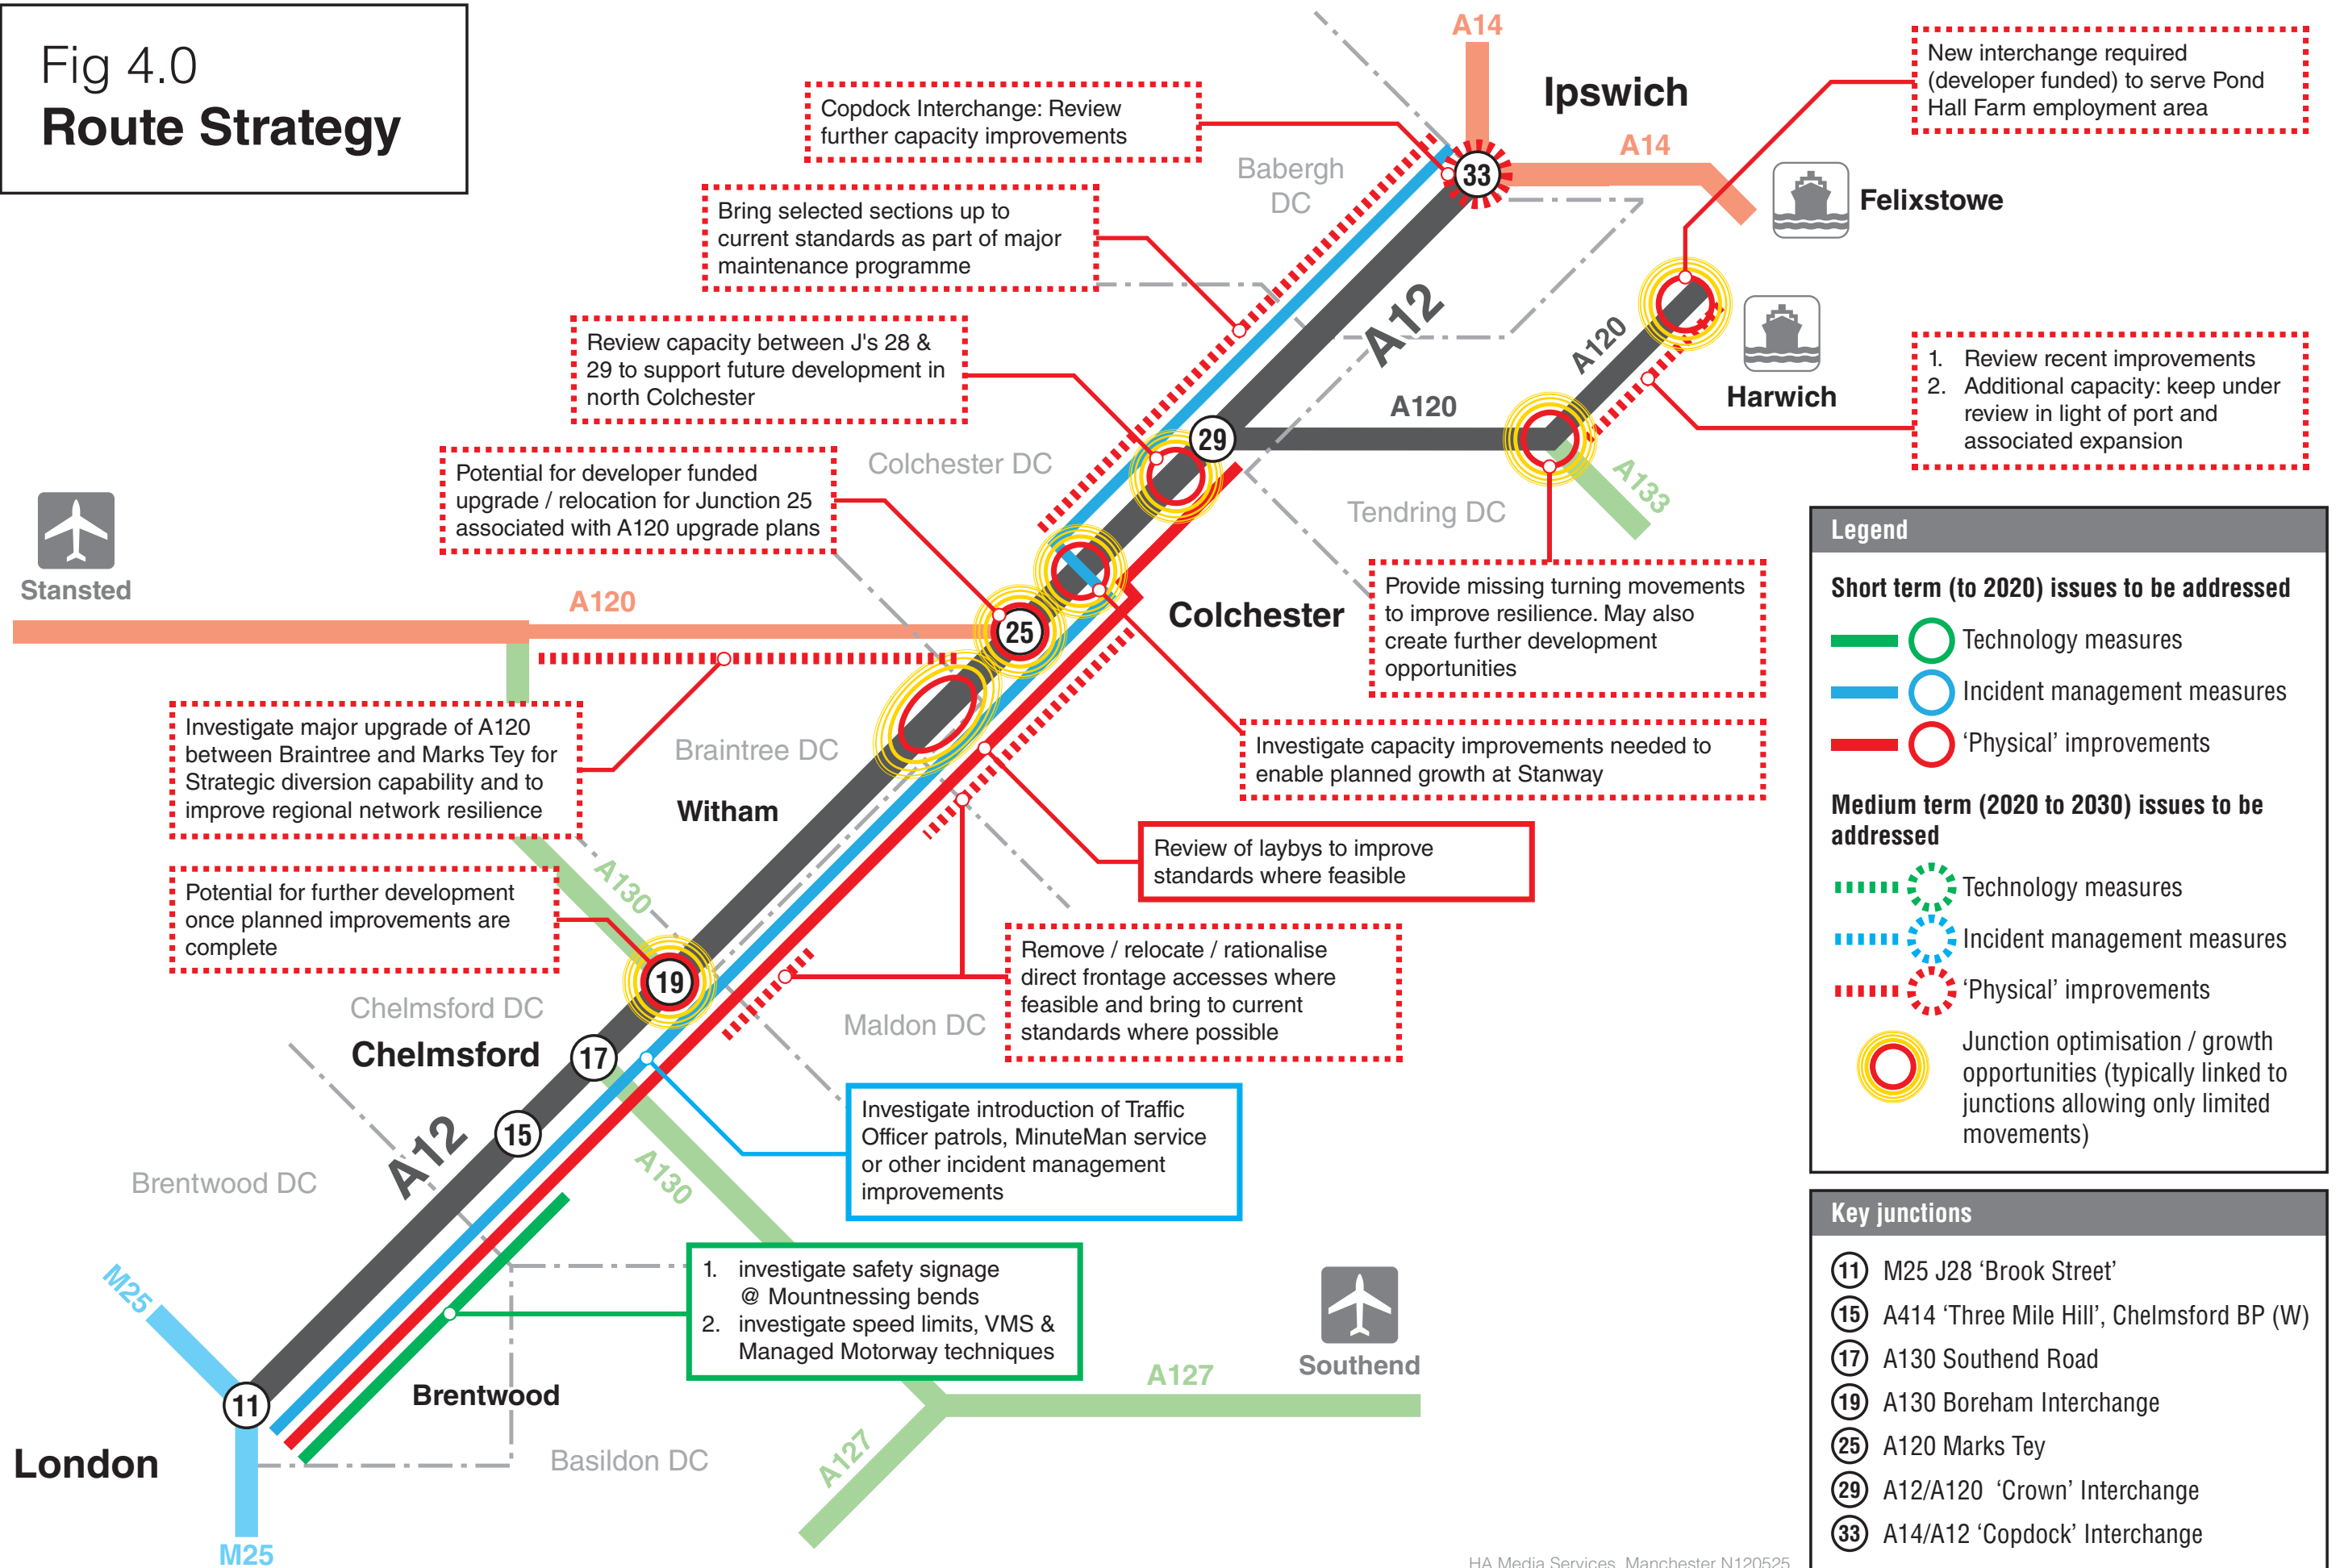 Fig 4.0
Route Strategy
A14
Ipswich
A14
Felixstowe
New interchange required
(developer funded) to serve Pond
Hall Farm employment area
Copdock Interchange: Review
further capacity improvements
Babergh
DC
33
Bring selected sections up to
current standards as part of major
maintenance programme
A12
A120
Harwich
Review capacity between J's 28 &
29 to support future development in
north Colchester
1. Review recent improvements
2. Additional capacity: keep under
review in light of port and
associated expansion
29
A120
A133
Colchester DC
Tendring DC
Potential for developer funded
upgrade / relocation for Junction 25
associated with A120 upgrade plans
Stansted
A120
25
Colchester
Provide missing turning movements
to improve resilience. May also
create further development
opportunities
Investigate major upgrade of A120
between Braintree and Marks Tey for
Strategic diversion capability and to
improve regional network resilience
Braintree DC
Witham
Investigate capacity improvements needed to
enable planned growth at Stanway
Review of laybys to improve
standards where feasible
A130
Potential for further development
once planned improvements are
complete
19
Remove / relocate / rationalise
direct frontage accesses where
feasible and bring to current
standards where possible
Chelmsford DC
Maldon DC
Chelmsford
17
15
A12
A130
Investigate introduction of Traffic
Officer patrols, MinuteMan service
or other incident management
improvements
Brentwood DC
1. investigate safety signage
@ Mountnessing bends
2. investigate speed limits, VMS &
Managed Motorway techniques
M25
11
Brentwood
Southend
A127
A127
London
Basildon DC
M25
Legend
Short term (to 2020) issues to be addressed
Technology measures
Incident management measures
‘Physical’ improvements
Medium term (2020 to 2030) issues to be
addressed
Technology measures
Incident management measures
‘Physical’ improvements
Junction optimisation / growth
opportunities (typically linked to
junctions allowing only limited
movements)
Key junctions
11 M25 J28 ‘Brook Street’
15 A414 ‘Three Mile Hill’, Chelmsford BP (W)
17 A130 Southend Road
19 A130 Boreham Interchange
25 A120 Marks Tey
29 A12/A120 ‘Crown’ Interchange
33 A14/A12 ‘Copdock’ Interchange
HA Media Services, Manchester N120525